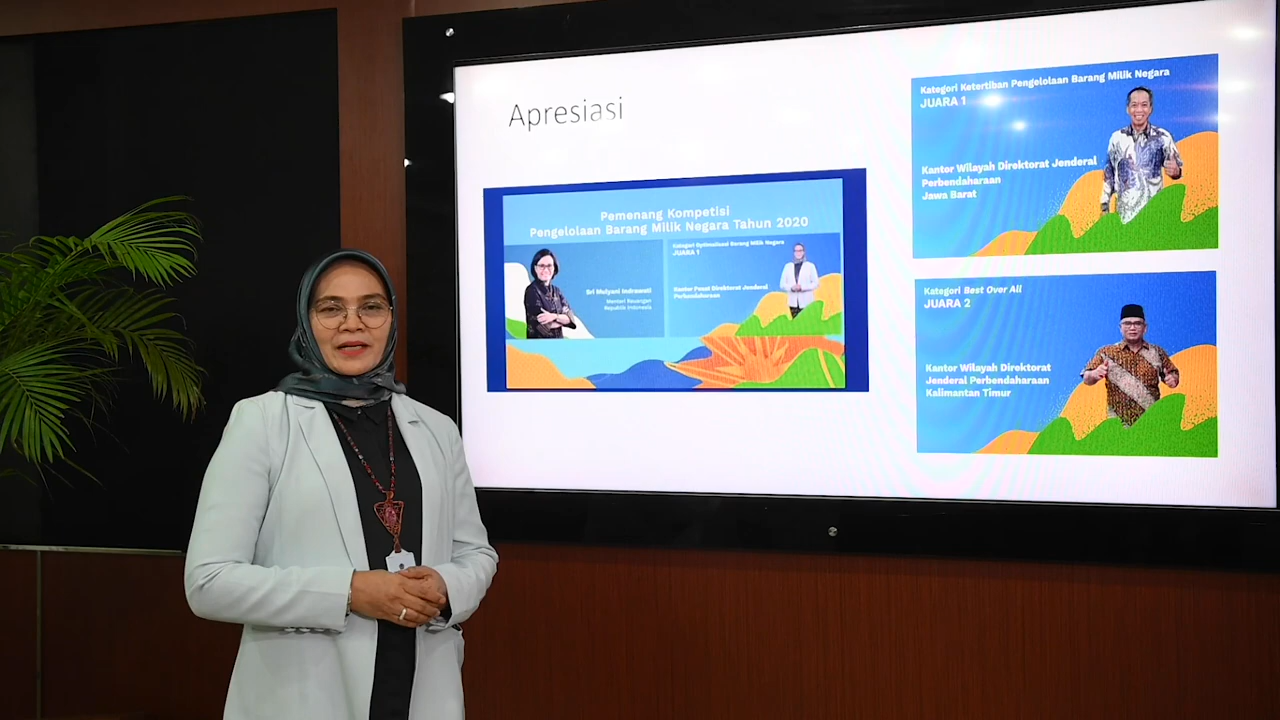 Apresiasi
Pemenang Kompetisi
Pengelolaan Barang Milik Negara Tahun 2020
Sri Mulyani Indrawati
Menteri Keuangan
Republik Indonesia
Kategori Optimalisasi Barang Milik Negara
JUARA 1
Kantor Pusat Direktorat Jenderal
Perbendaharaan
Kategori Ketertiban Pengelolaan Barang Milik Negara
JUARA 1
Kantor Wilayah Direktorat Jenderal
Perbendaharaan
Jawa Barat
Kategori Best Over All
JUARA 2
Kantor Wilayah Direktorat
Jenderal Perbendaharaan
Kalimantan Timur